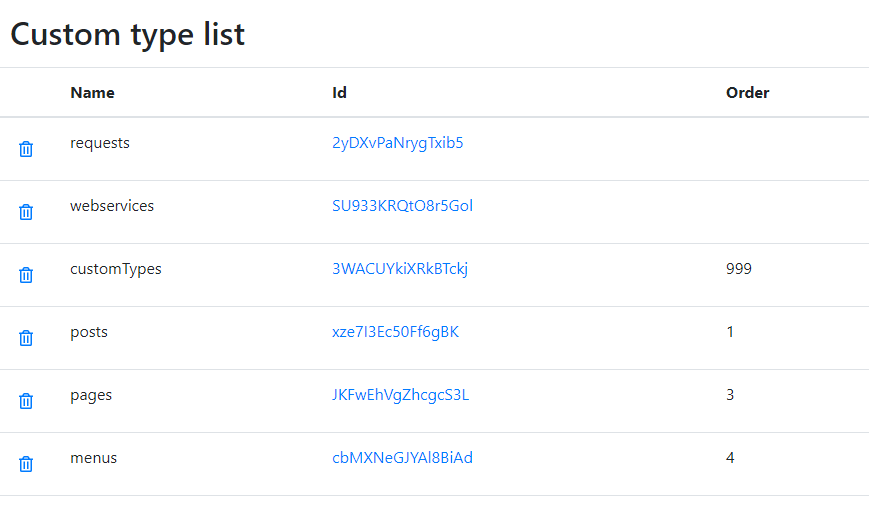 Custom type list
Name Id Order
requests 2yDXvPaNrygTxib5
webservices SU933KRQtO8r5Gol
customTypes 3WACUYkiXRkBTckj 999
posts xze7I3Ec50Ff6gBK 1
pages JKFwEhVgZhcgcS3L 3
menus cbMXNeGJYAl8BiAd 4